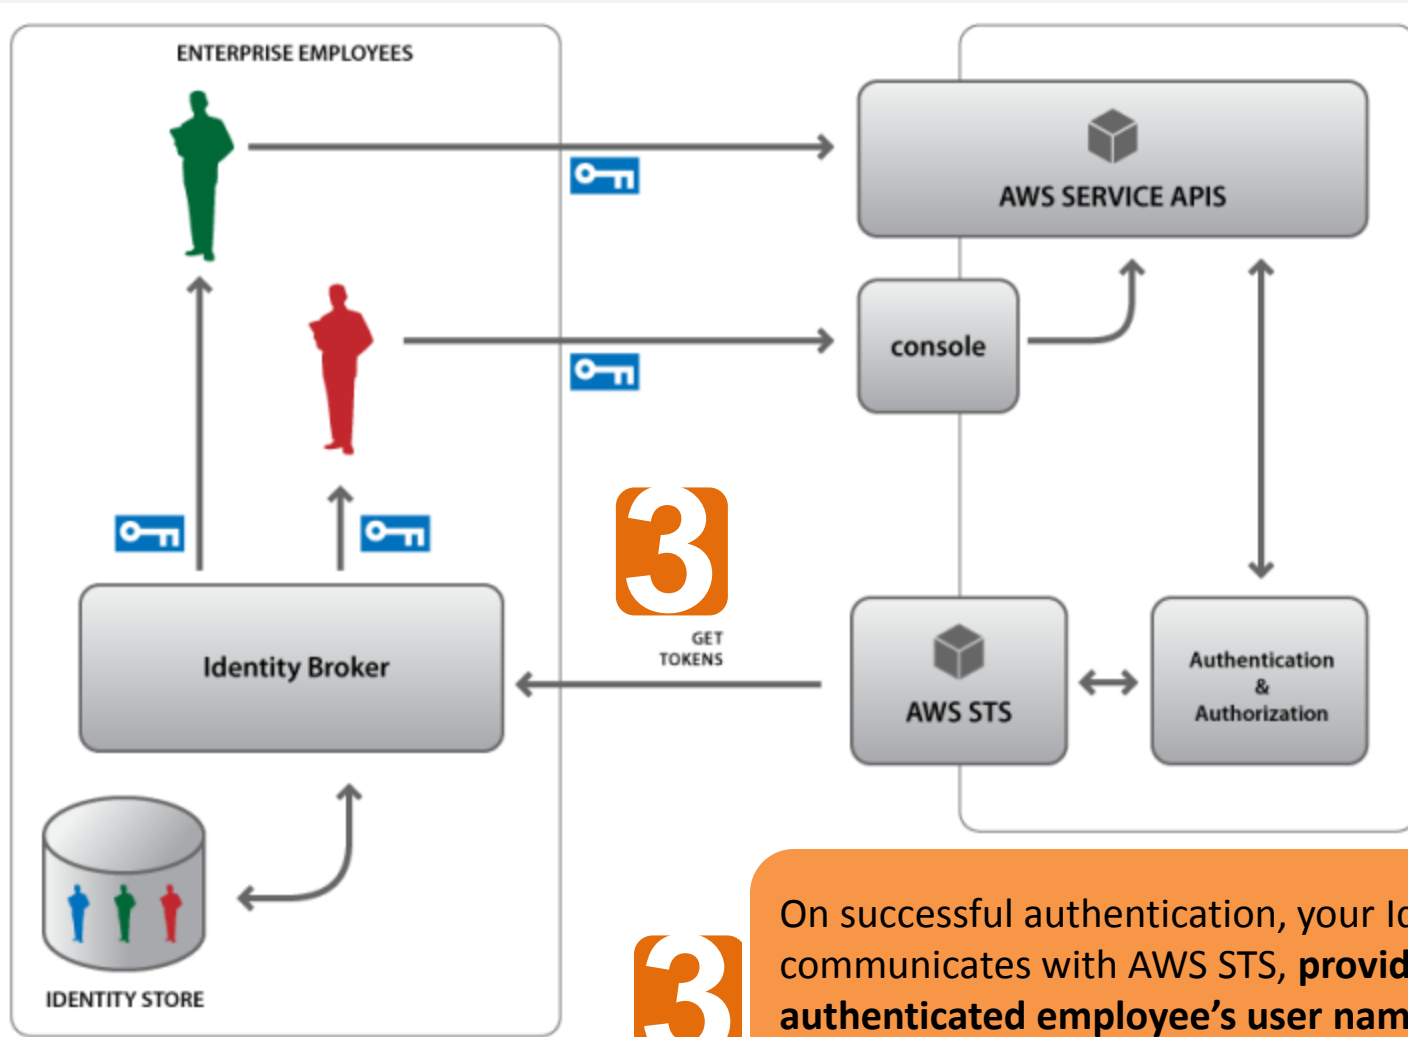 ENTERPRISE EMPLOYEES
AWS SERVICE APIS
console
3
GET
TOKENS
Identity Broker
AWS STS
Authentication
&
Authorization
IDENTITY STORE
3
On successful authentication, your
communicates with AWS STS,
authenticated employee's user